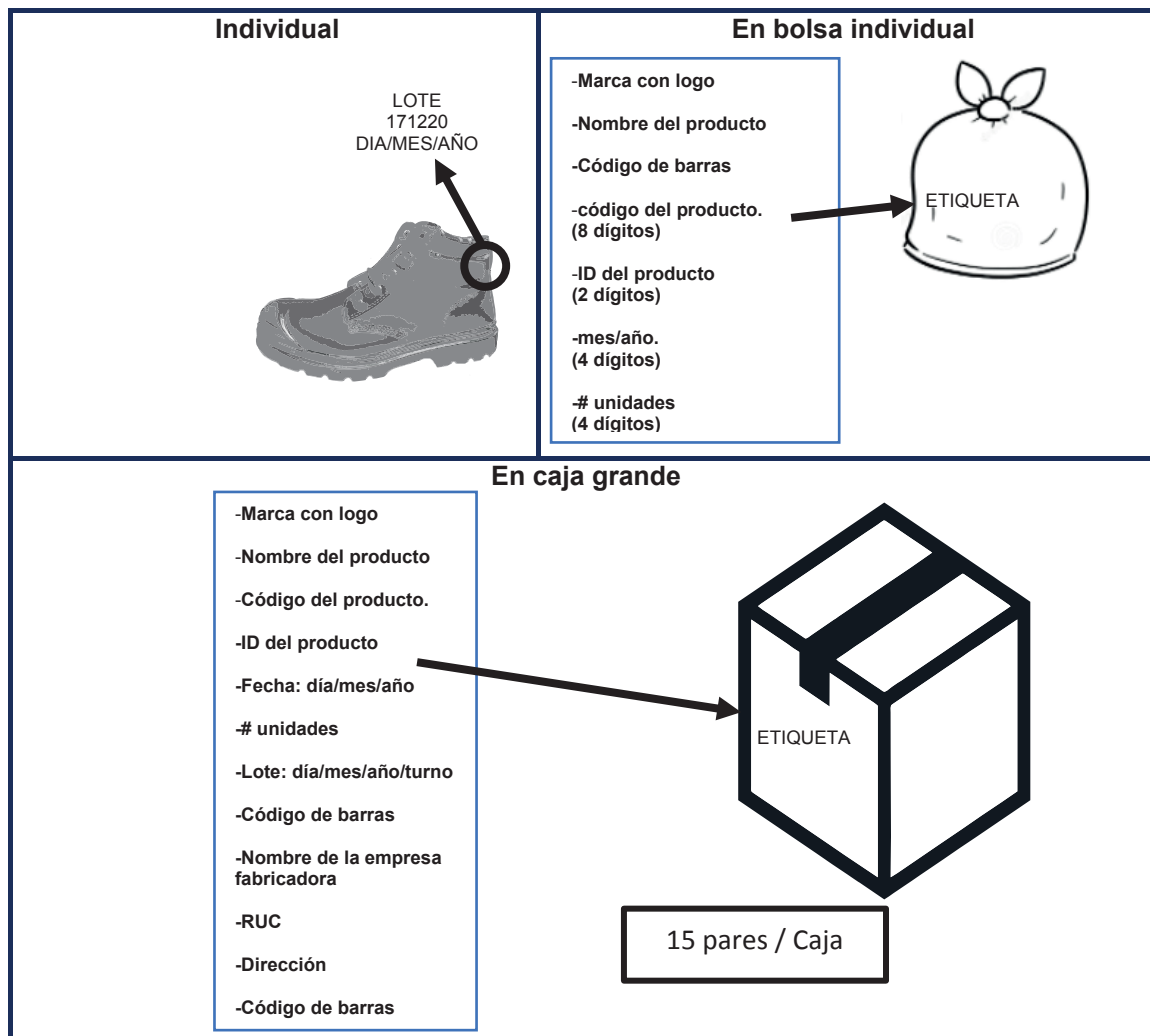 Individual
LOTE
171220
DIA/MES/AÑO
En bolsa individual
-Marca con logo
-Nombre del producto
-Código de barras
-código del producto.
(8 dígitos)
-ID del producto
(2 dígitos)
-mes/año.
(4 dígitos)
-# unidades
(4 dígitos)
ETIQUETA
En caja grande
-Marca con logo
-Nombre del producto
-Código del producto.
-ID del producto
-Fecha: día/mes/año
-# unidades
-Lote: día/mes/año/turno
-Código de barras
-Nombre de la empresa
fabricadora
-RUC
-Dirección
-Código de barras
ETIQUETA
15 pares / Caja